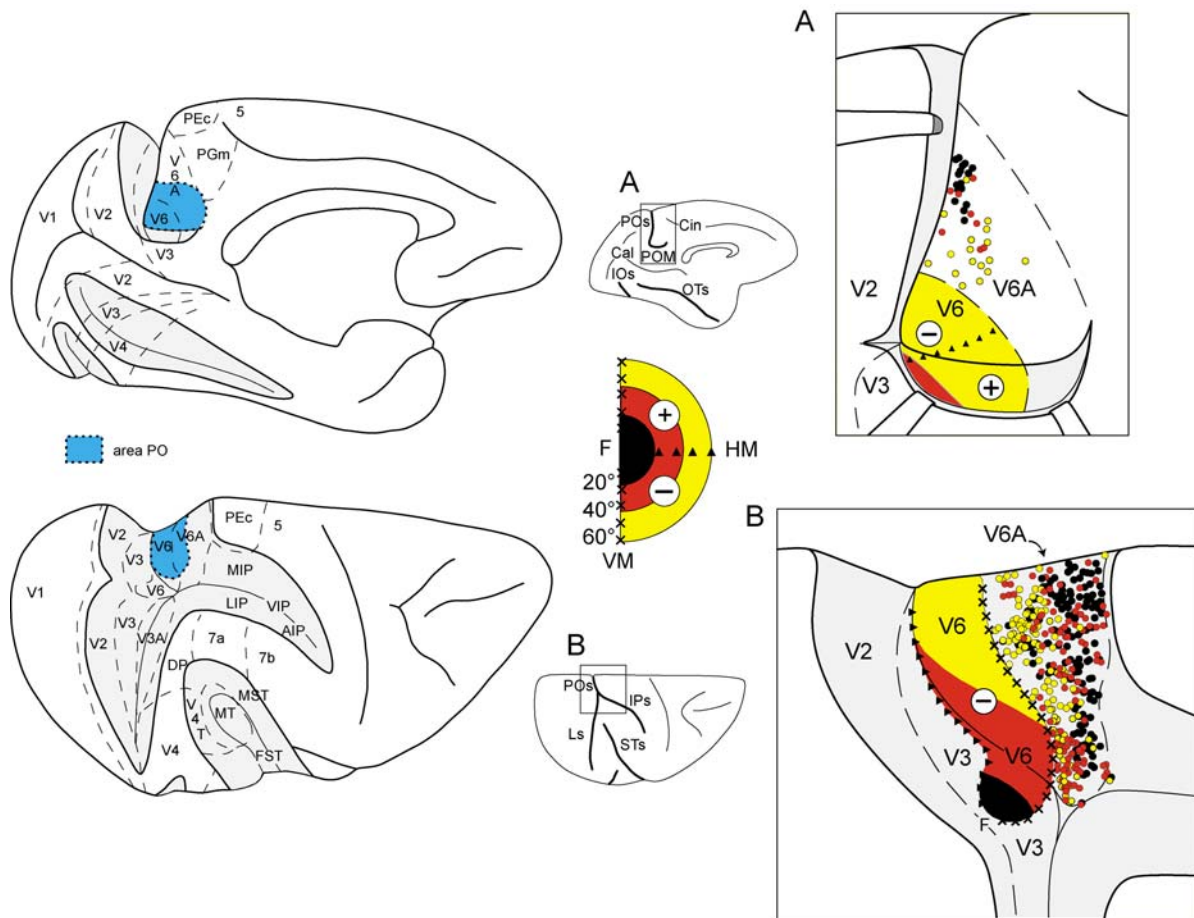 PEc
5
V
6
A
PGm
V1
V2
V6
V3
V2
V3
V4
area PO
V2
V6
V6A
PEc
5
V3
V1
V6
MIP
LIP
VIP
AIP
V2
V3
V3A
7a
7b
DP
V
4
T
MST
MT
V4
FST
A
POs
Cin
Cal
POM
IOs
OTs
+
F
HM
20°
−
40°
60°
VM
B
POs
IPs
Ls
STs
A
V2
V6A
V6
−
V3
+
B
V6A
V6
V2
−
V3
V6
F
V3